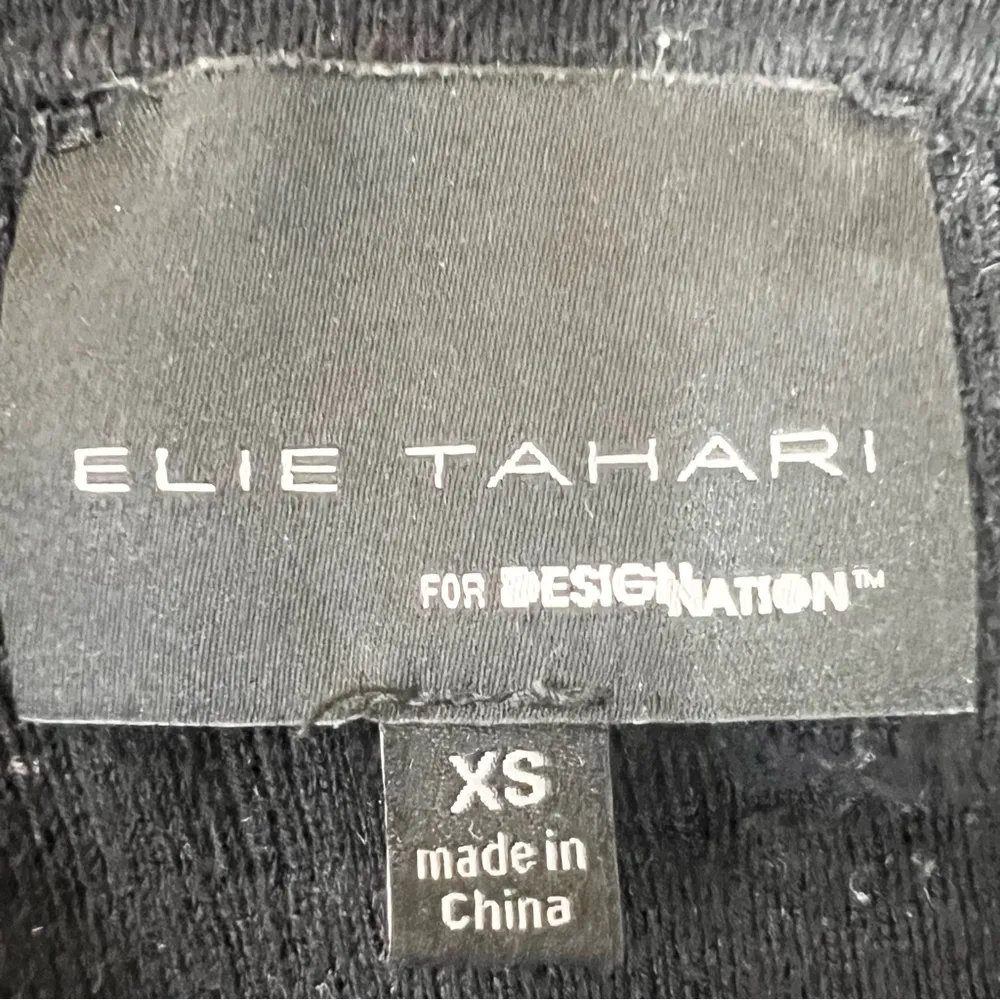 ELIE TAHARI
FOR DESIGNATION™
XS
made in
China